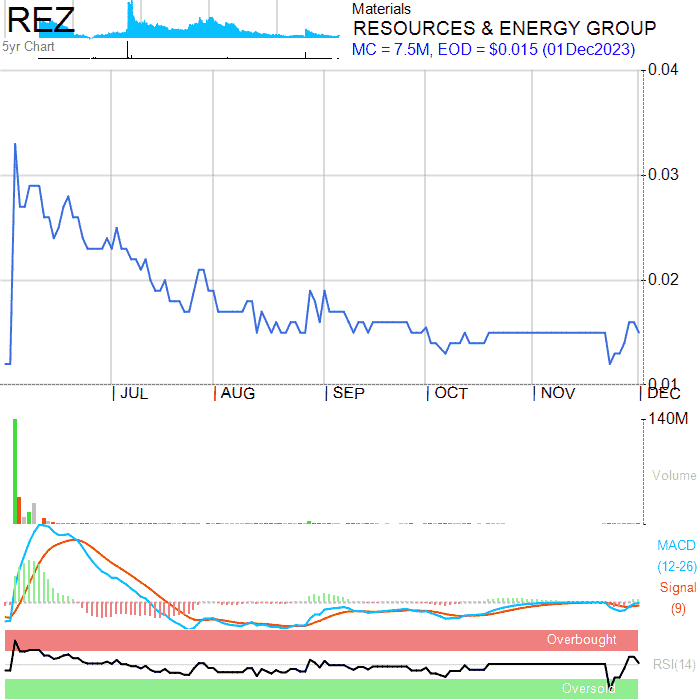 REZ
5yr Chart
Materials
RESOURCES & ENERGY GROUP
MC = 7.5M, EOD = $0.015 (01Dec2023)
0.04
0.03
0.02
0.01
JUL AUG SEP OCT NOV DEC
140M
Volume
MACD
(12-26)
Signal
(9)
Overbought
RSI(14)
Oversold